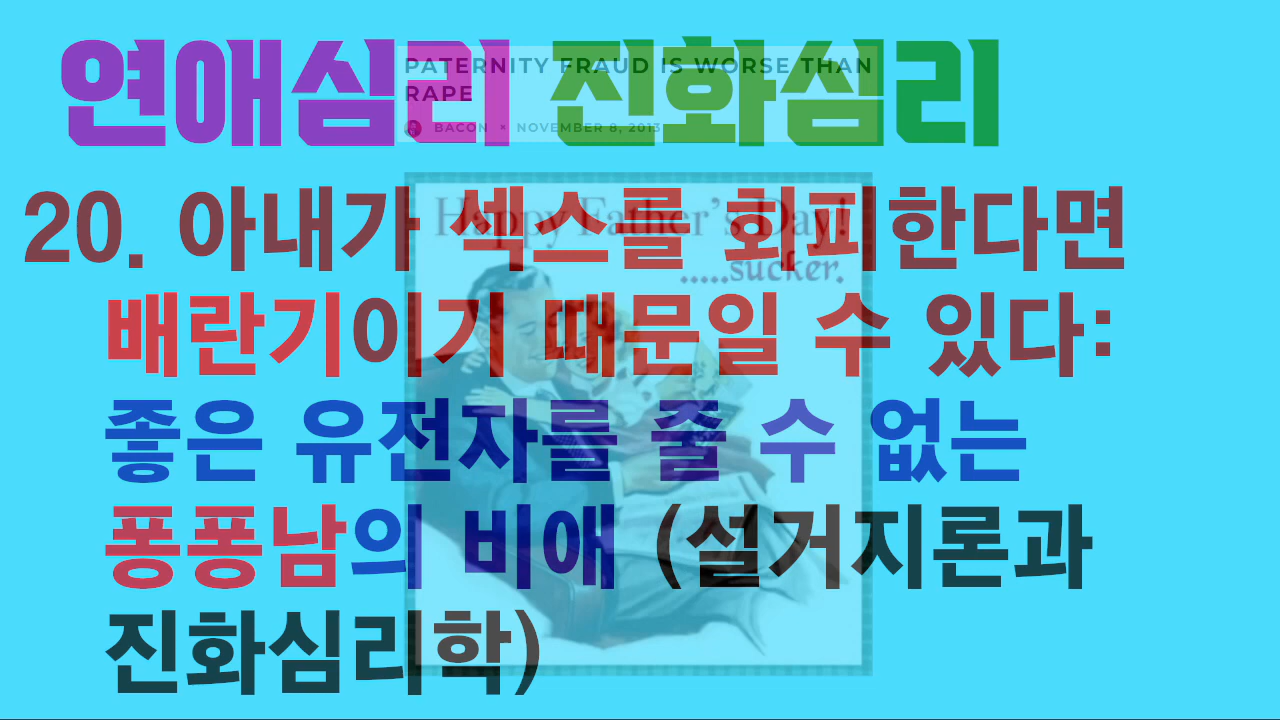 연애심리 진화심리
PATERNITY FRAUD IS WORSE THAN
RAPE
BACON × NOVEMBER 8, 2013
20. 아내가 섹스를 회피한다면
Happy Father's Day!
.....sucker.
배란기이기 때문일 수 있다:
좋은 유전자를 줄 수 없는
퐁퐁남의 비애 (설거지론과
진화심리학)